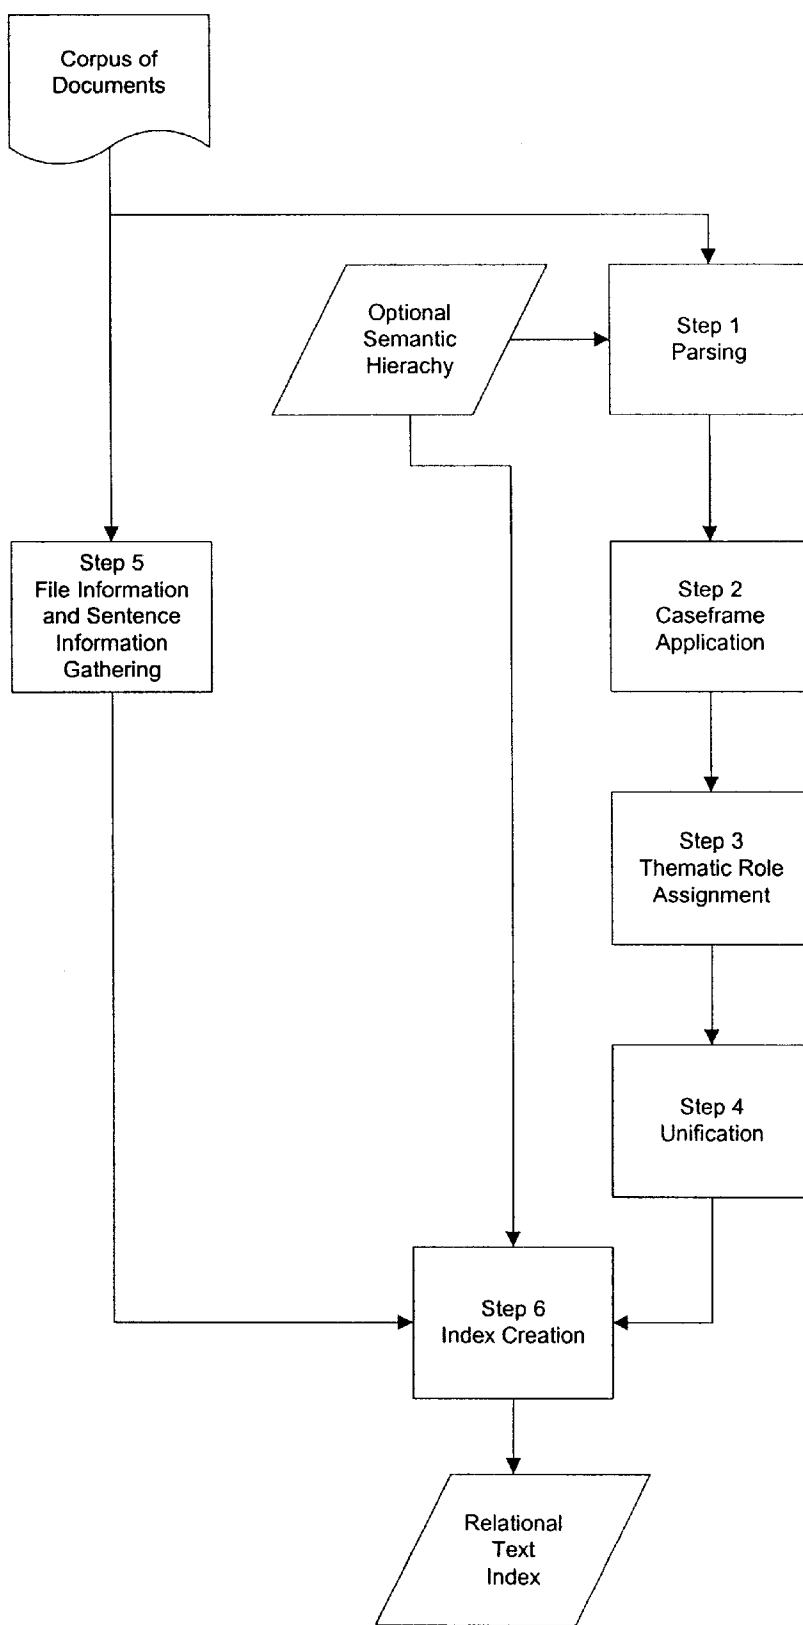 Corpus of
Documents
Optional
Semantic
Hierachy
Step 1
Parsing
Step 5
File Information
and Sentence
Information
Gathering
Step 2
Caseframe
Application
Step 3
Thematic Role
Assignment
Step 4
Unification
Step 6
Index Creation
Relational
Text
Index